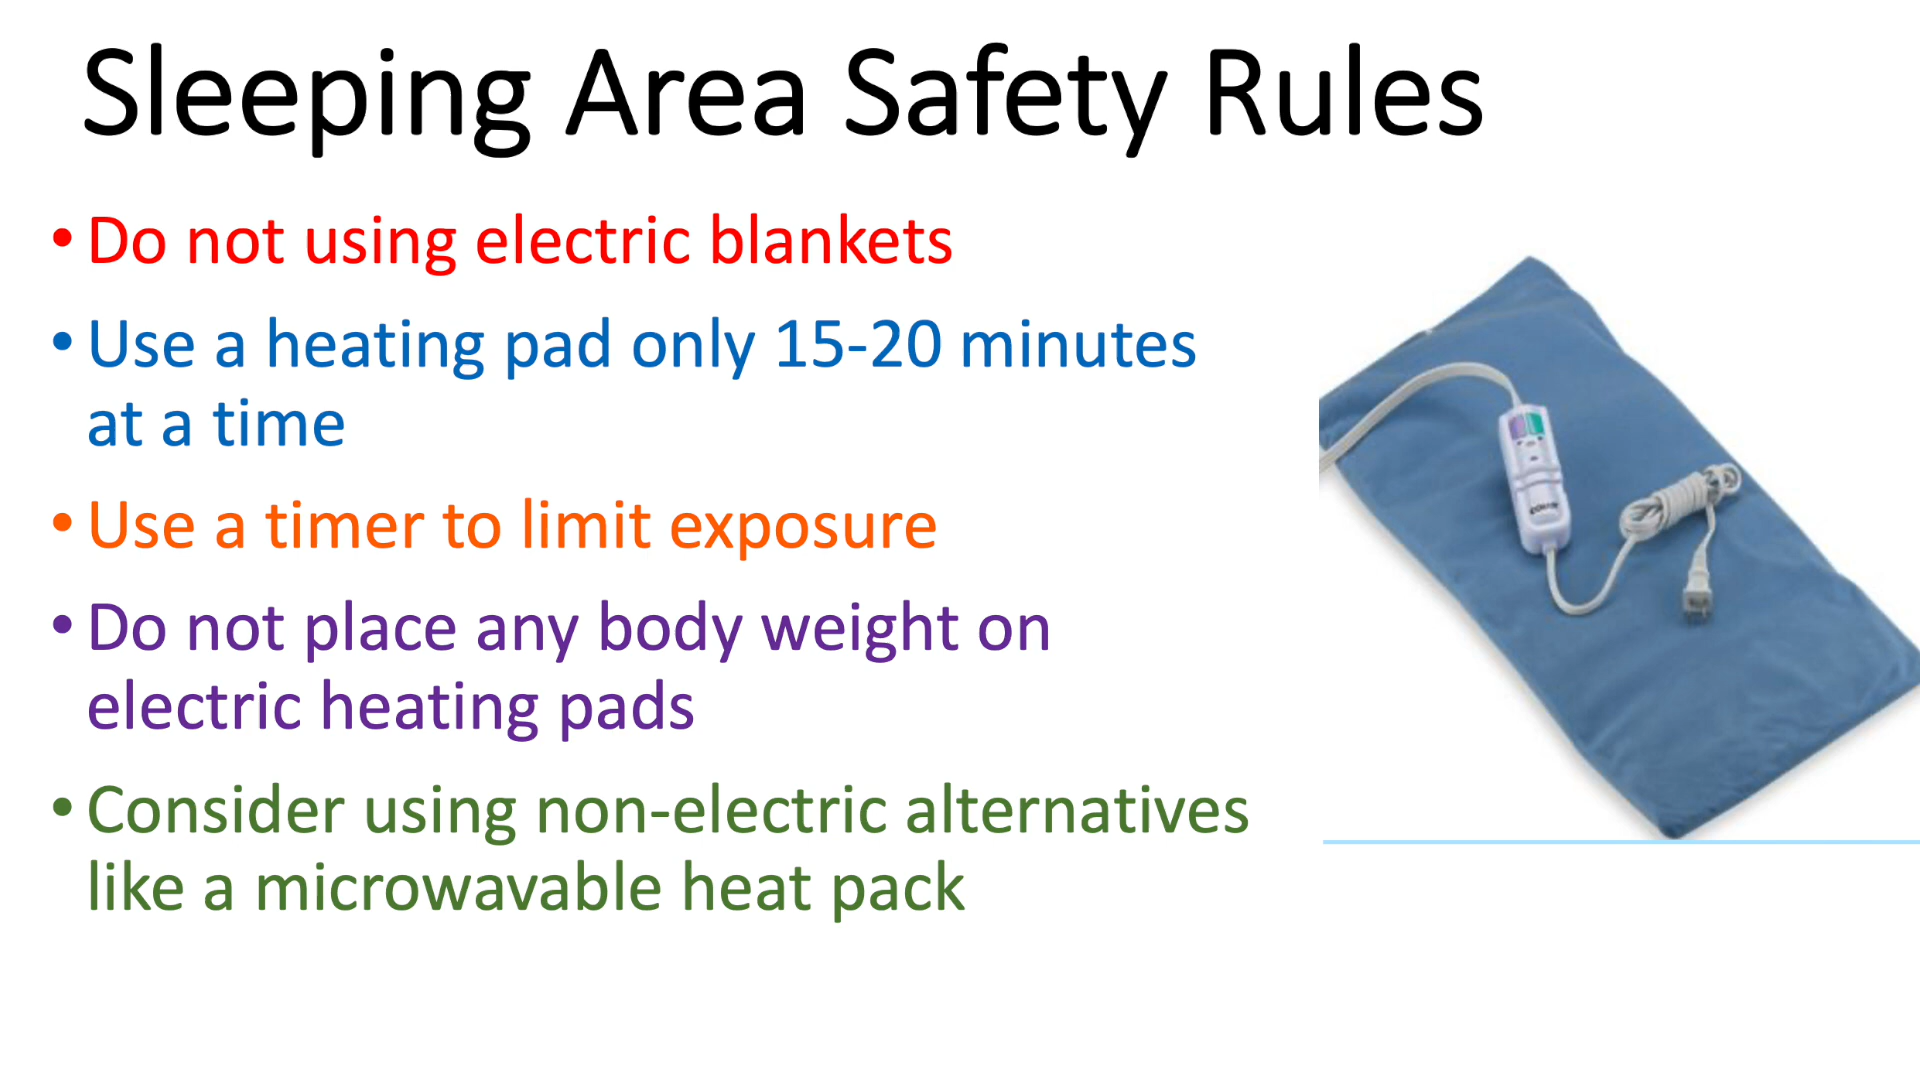 Sleeping Area Safety Rules
• Do not using electric blankets
• Use a heating pad only 15-20 minutes
at a time
• Use a timer to limit exposure
• Do not place any body weight on
electric heating pads
• Consider using non-electric alternatives
like a microwavable heat pack